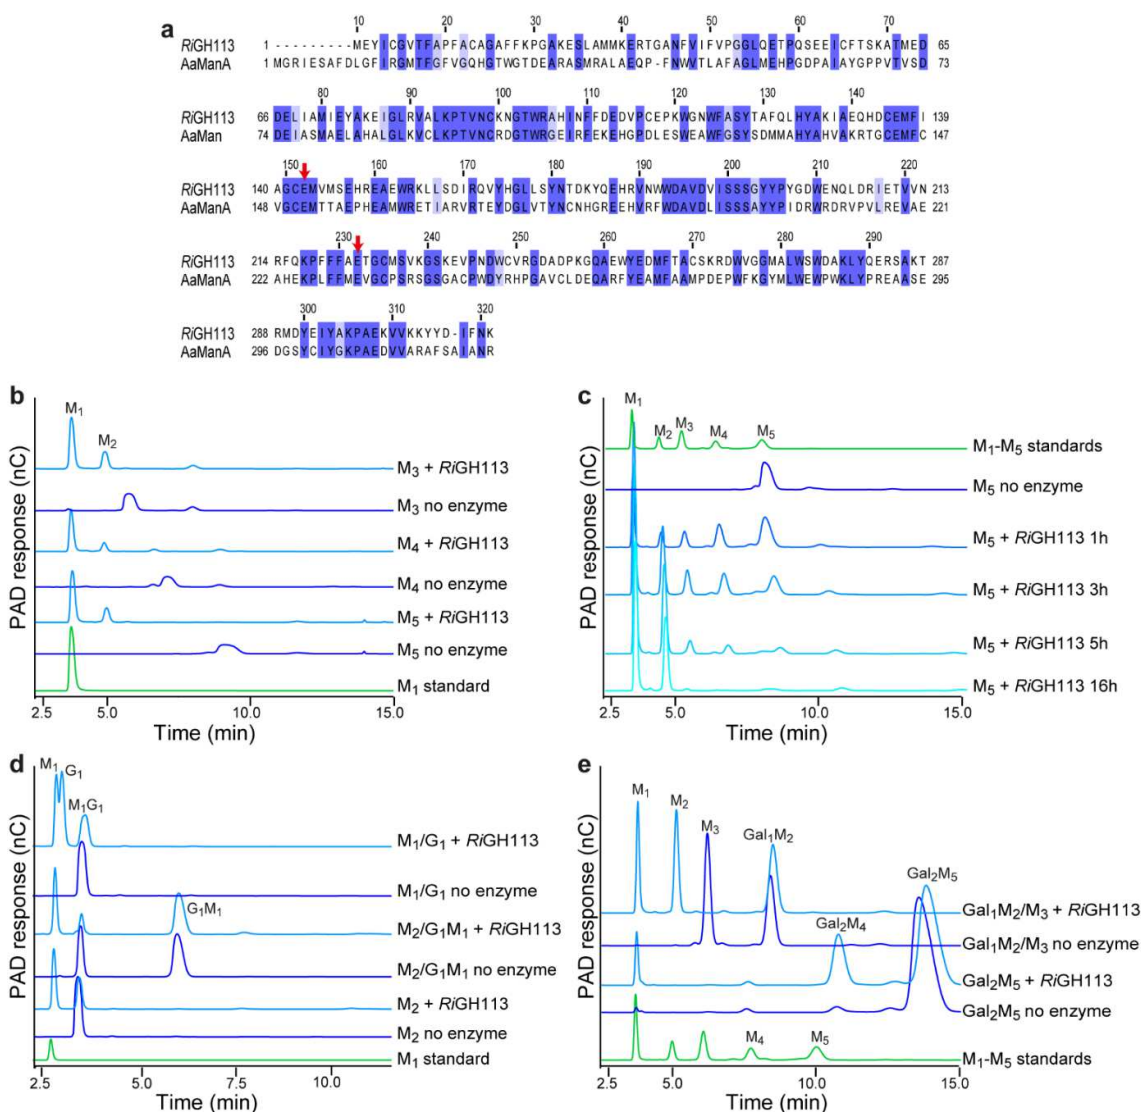 a
10 20 30 40 50 60 70
RiGH113 1 - - - - - - - - - MEYICGVTFAPFACAGAFFKPGAKESLAMMKERTGANFVIFVPGGLQETPQSEEICFTSKATMED 65
AaManA 1 MGRIESAFDLGFIRGMTFGFVGQHGTWGTDEARASMRALAEQP-FNWVTLAFAGLMEHPGDPAIAYGPPVTVSD 73
80 90 100 110 120 130 140
RiGH113 66 DELIAMIEYAKEIGLRVALKPTVNCKNGTWRAHINFFDEDVPCEPKWQNWFASYTAFQLHYAKIAEQHDCEMFI 139
AaMan 74 DEIASMAELAHALGLKVCLKPTVNCRDGTWRGEIRFEKEHGPDLESWEAWFGSYSDMMAHYAHVAKRTGCEMFC 147
150 160 170 180 190 200 210 220
RiGH113 140 AGCEMVMSEHREAEWRKLLSDIRQVYHGLLSYNTDKYQEHRVNWWDAVDVISSSGYYPYGDWENQLDRIETVVN 213
AaManA 148 VGCEMTTAEPHEAMWRETIARVRTEYDGLVTYNCNHGREEHVRFWDAVDLISSSAYYPIDRWRDRVPVLREVAE 221
230 240 250 260 270 280 290
RiGH113 214 RFQKPFFFAETGCMSVKGSKEVPNDWCVRGDADPKGQAEWYEDMFTACSKRDWVGGMALWSWDAKLYQERSAKT 287
AaManA 222 AHEKPLFFMEVGCPSRSGSGACPWDYRHPGAVCLDEQARFYEAMFAAMPDEPWFKGYMLWEWPWKLYPREAASE 295
300 310 320
RiGH113 288 RMDYEIYAKPAEKVVKKYYD-IFNK
AaManA 296 DGSYCIYGKPAEDVVARAFSAIANR
b
M1
M2
M3 + RiGH113
M3 no enzyme
M4 + RiGH113
M4 no enzyme
M5 + RiGH113
M5 no enzyme
M1 standard
PAD response (nC)
2.5 5.0 10.0 15.0
Time (min)
c
M1
M2 M3 M4 M5
M1-M5 standards
M5 no enzyme
M5 + RiGH113 1h
M5 + RiGH113 3h
M5 + RiGH113 5h
M5 + RiGH113 16h
PAD response (nC)
2.5 5.0 10.0 15.0
Time (min)
d
M1 G1
M1G1
M1/G1 + RiGH113
M1/G1 no enzyme
G1M1
M2/G1M1 + RiGH113
M2/G1M1 no enzyme
M2 + RiGH113
M2 no enzyme
M1 standard
PAD response (nC)
2.5 5.0 7.5 10.0
Time (min)
e
M1 M2
M3 Gal1M2
Gal2M5
Gal1M2/M3 + RiGH113
Gal2M4
Gal1M2/M3 no enzyme
Gal2M5 + RiGH113
Gal2M5 no enzyme
M4 M5
M1-M5 standards
PAD response (nC)
2.5 5.0 10.0 15.0
Time (min)